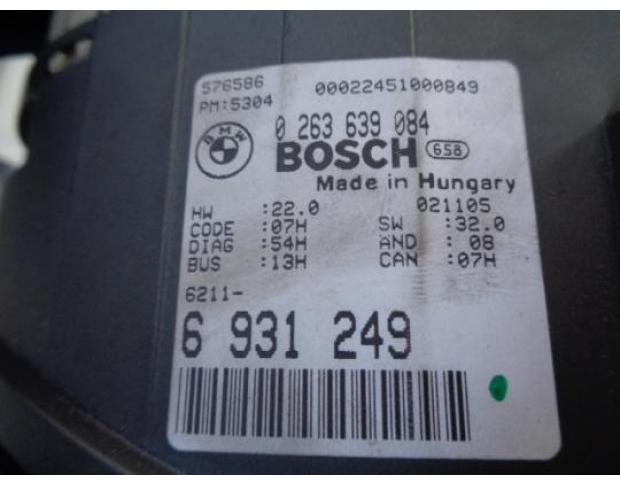 576586 00022451000849
PM:5304
BMW 0 263 639 084
BOSCH 658
Made in Hungary
021105
HW :22.0
CODE :07H SW :32.0
DIAG :54H AND : 08
BUS :13H CAN :07H
6211-
6 931 249